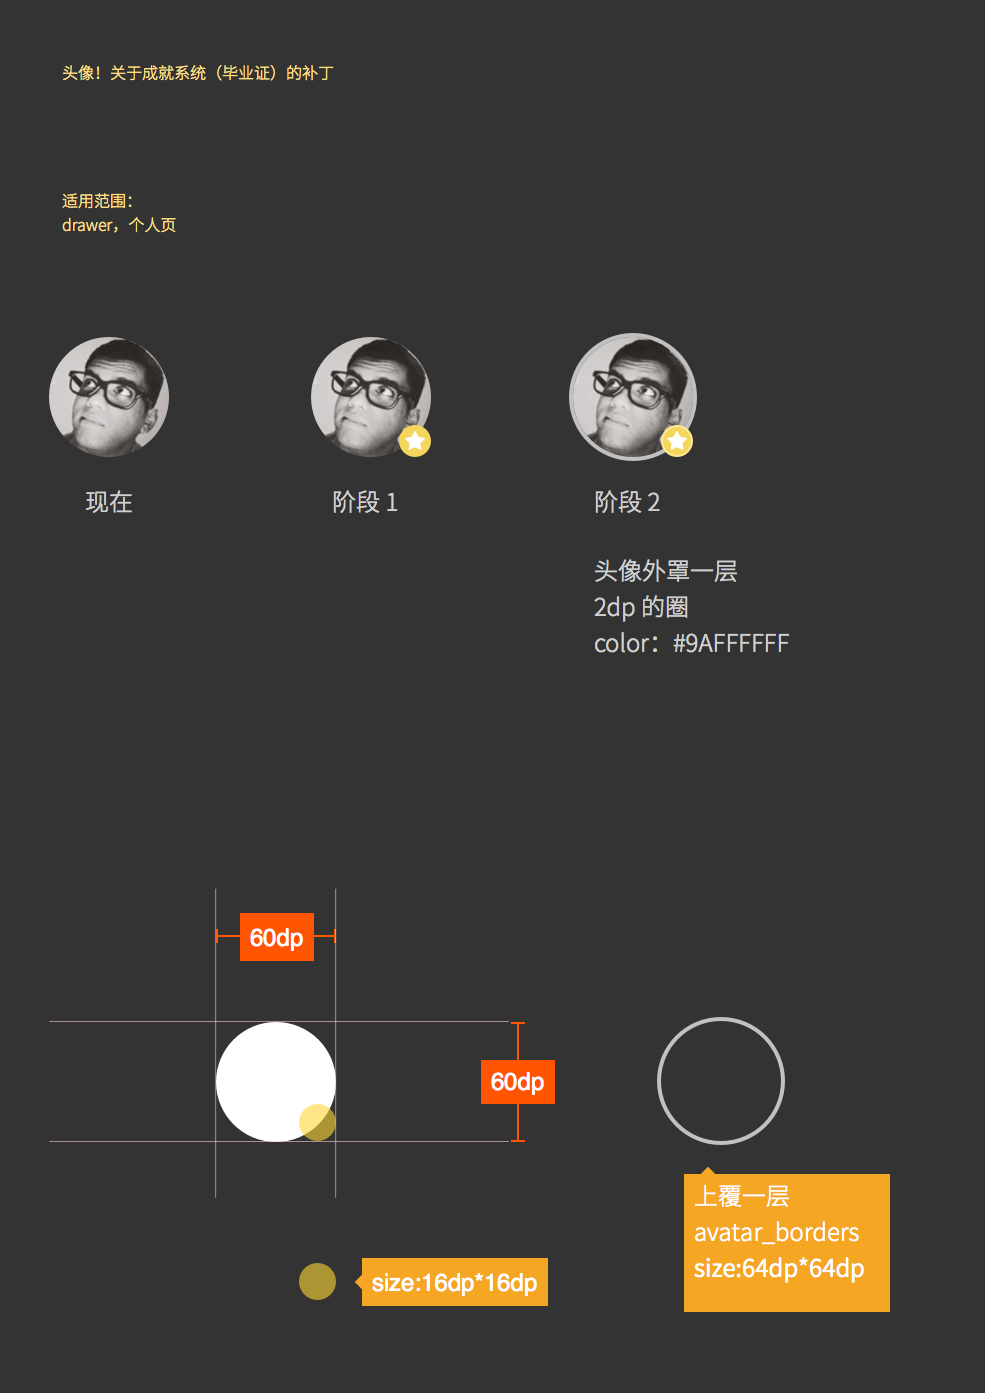 头像！关于成就系统（毕业证）的补丁
适用范围：
drawer，个人页
现在
阶段 1
阶段 2
头像外罩一层
2dp 的圈
color：#9AFFFFFF
60dp
60dp
上覆一层
avatar_borders
size:64dp*64dp
size:16dp*16dp